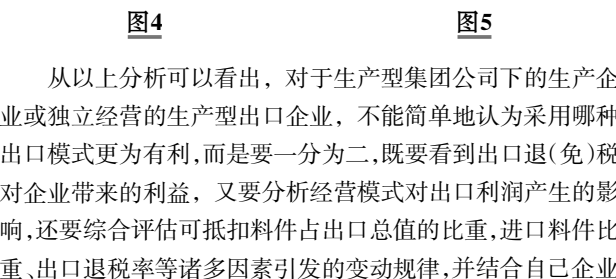 图4 图5
从以上分析可以看出，对于生产型集团公司下的生产企
业或独立经营的生产型出口企业，不能简单地认为采用哪种
出口模式更为有利,而是要一分为二,既要看到出口退(免)税
对企业带来的利益，又要分析经营模式对出口利润产生的影
响,还要综合评估可抵扣料件占出口总值的比重,进口料件比
重、出口退税率等诸多因素引发的变动规律,并结合自己企业